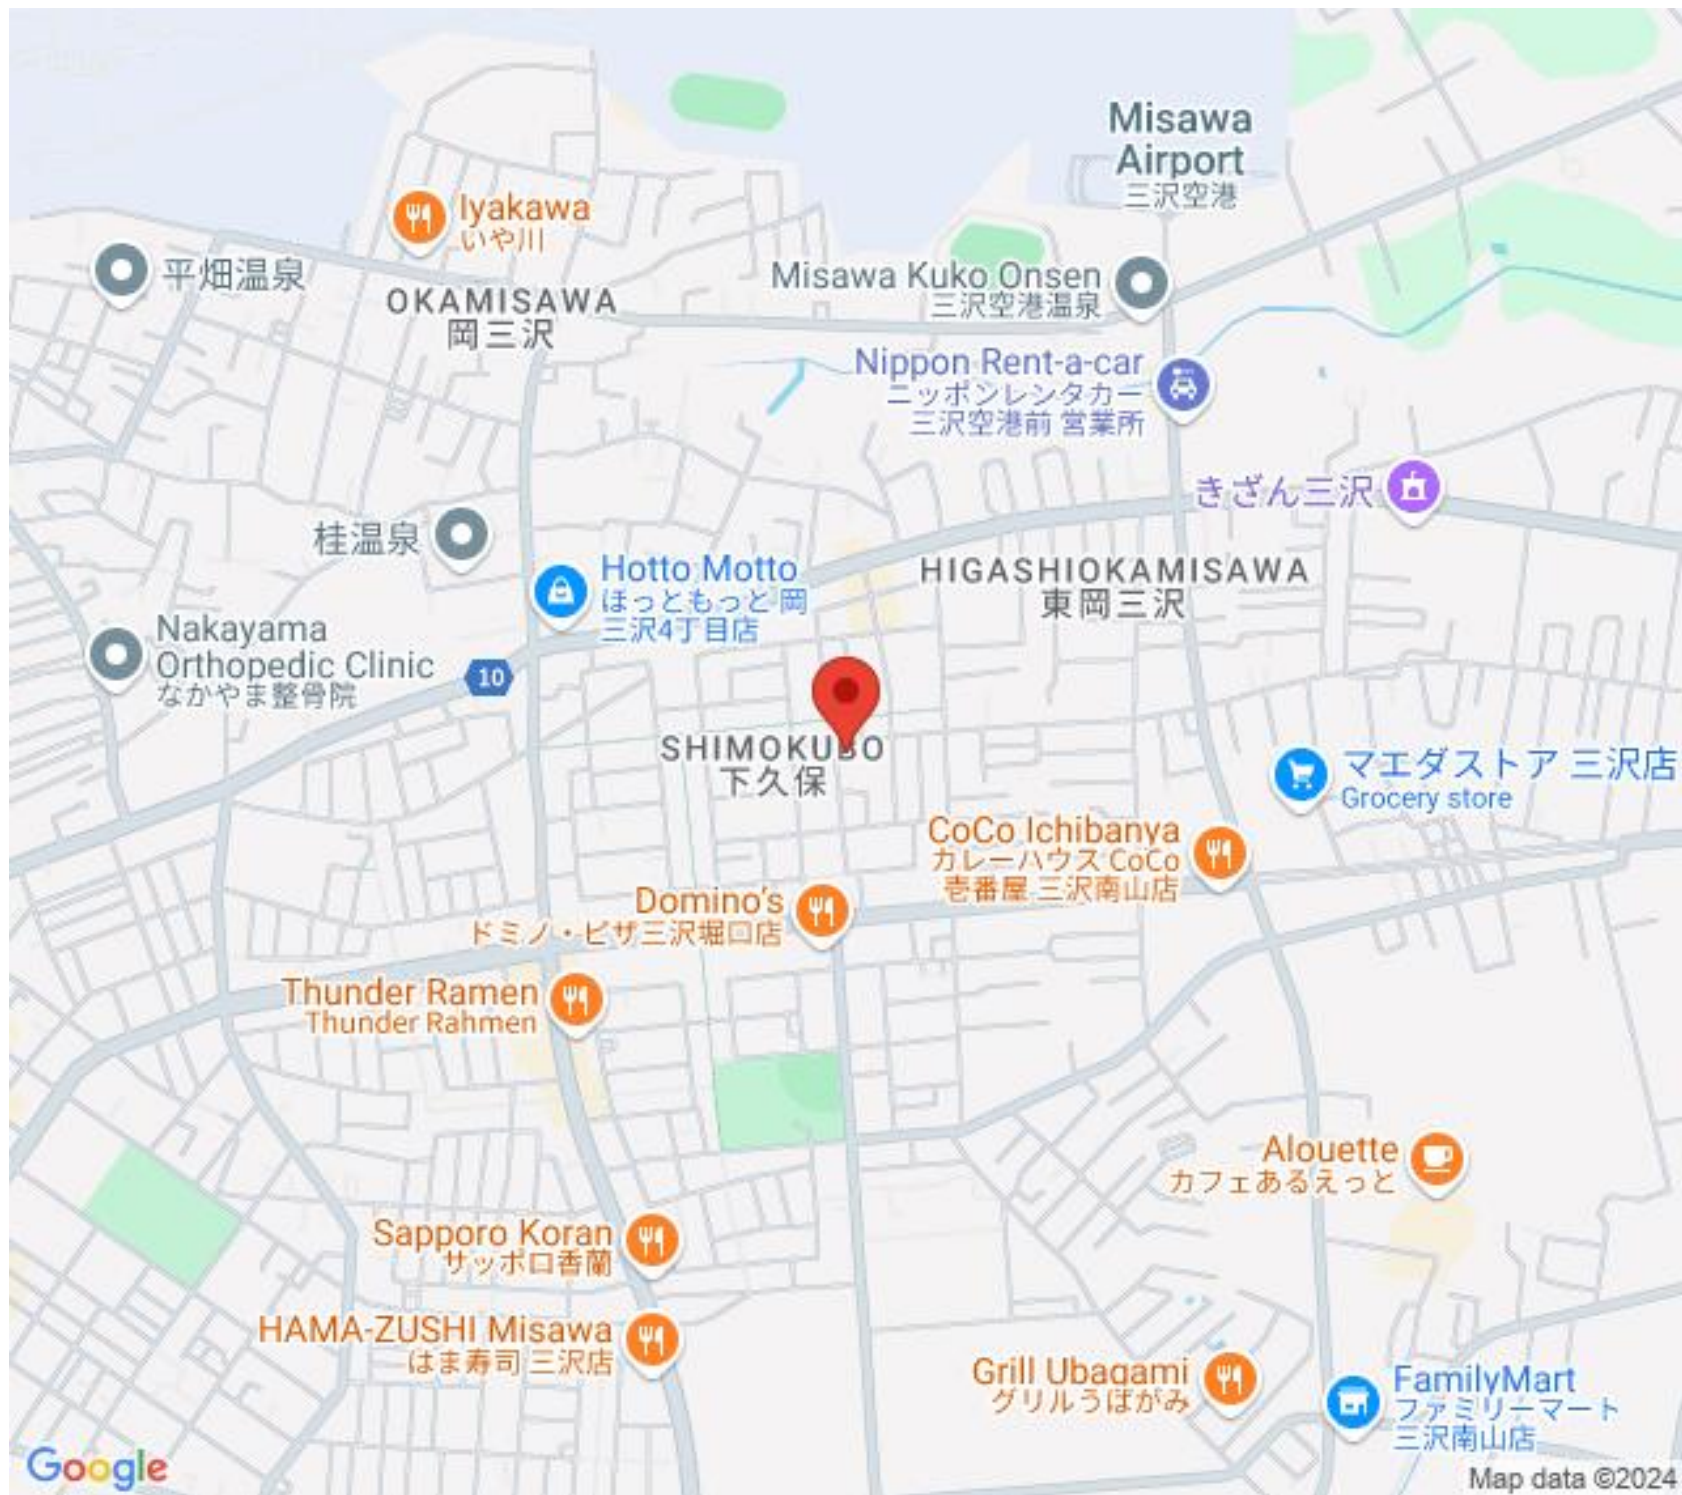 Misawa
Airport
三沢空港
Iyakawa
いや川
平畑温泉
Misawa Kuko Onsen
三沢空港温泉
OKAMISAWA
岡三沢
Nippon Rent-a-car
ニッポンレンタカー
三沢空港前 営業所
きざん三沢
桂温泉
Hotto Motto
ほっともっと 岡
三沢4丁目店
HIGASHIOKAMISAWA
東岡三沢
Nakayama
Orthopedic Clinic
なかやま整骨院
10
SHIMOKUBO
下久保
マエダストア 三沢店
Grocery store
CoCo Ichibanya
カレーハウス CoCo
壱番屋 三沢南山店
Domino's
ドミノ・ピザ三沢堀口店
Thunder Ramen
Thunder Rahmen
Alouette
カフェあるえっと
Sapporo Koran
サッポロ香蘭
HAMA-ZUSHI Misawa
はま寿司 三沢店
Grill Ubagami
グリルうばがみ
FamilyMart
ファミリーマート
三沢南山店
Google
Map data ©2024